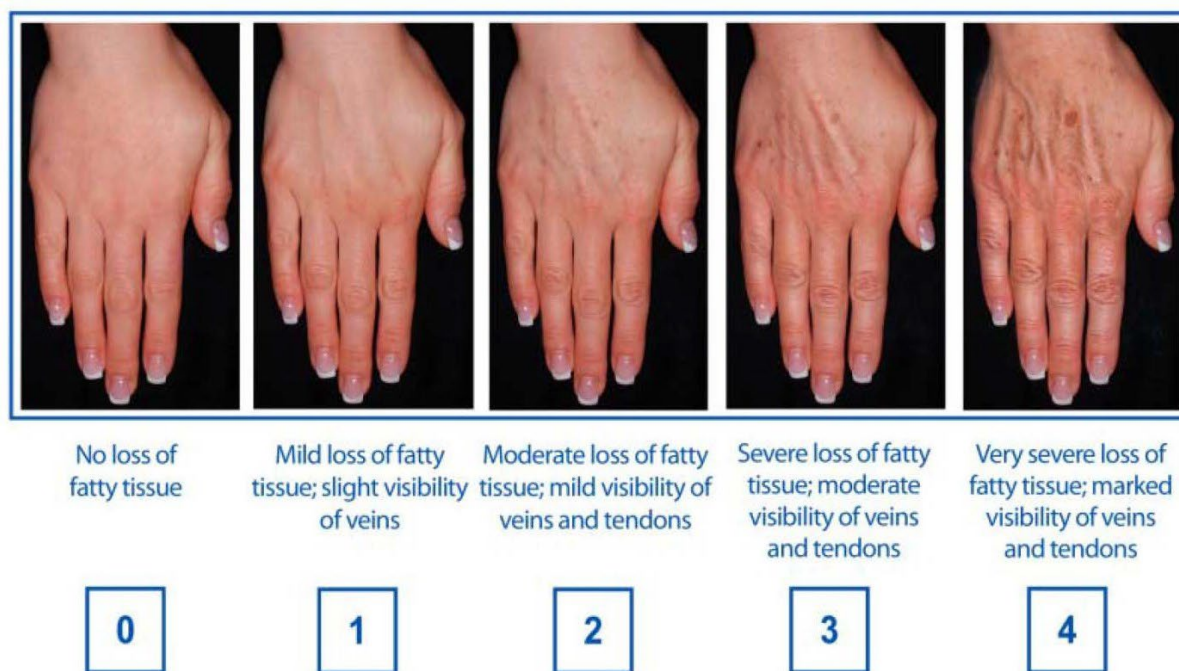 No loss of
fatty tissue
Mild loss of fatty
tissue; slight visibility
of veins
Moderate loss of fatty
tissue; mild visibility of
veins and tendons
Severe loss of fatty
tissue; moderate
visibility of veins
and tendons
Very severe loss of
fatty tissue; marked
visibility of veins
and tendons
0
1
2
3
4